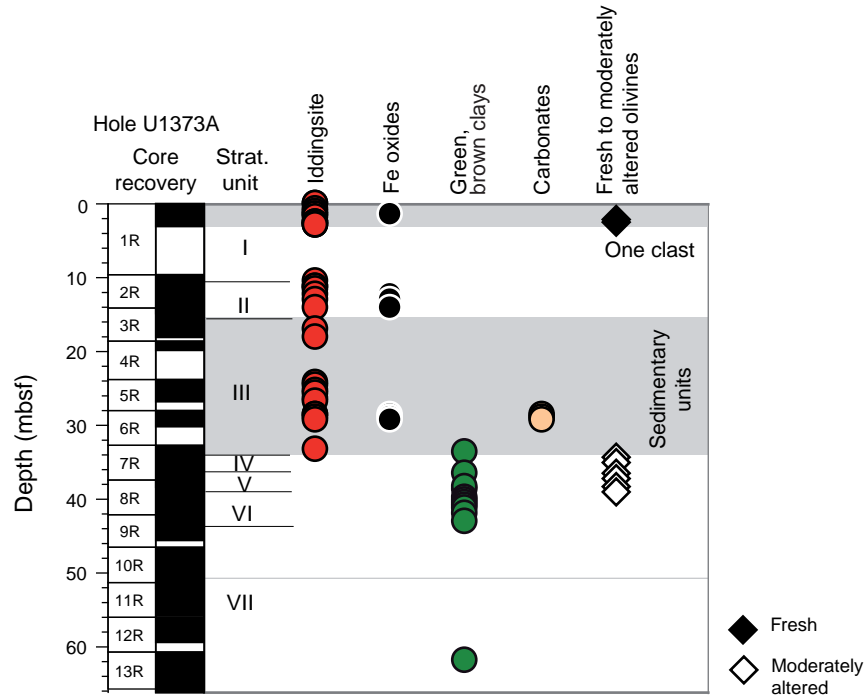 Hole U1373A
Core
recovery
Strat.
unit
Iddingsite
Fe oxides
Green,
brown clays
Carbonates
Fresh to moderately
altered olivines
Depth (mbsf)
0
10
20
30
40
50
60
1R
2R
3R
4R
5R
6R
7R
8R
9R
10R
11R
12R
13R
I
II
III
IV
V
VI
VII
One clast
Sedimentary
units
Fresh
Moderately
altered